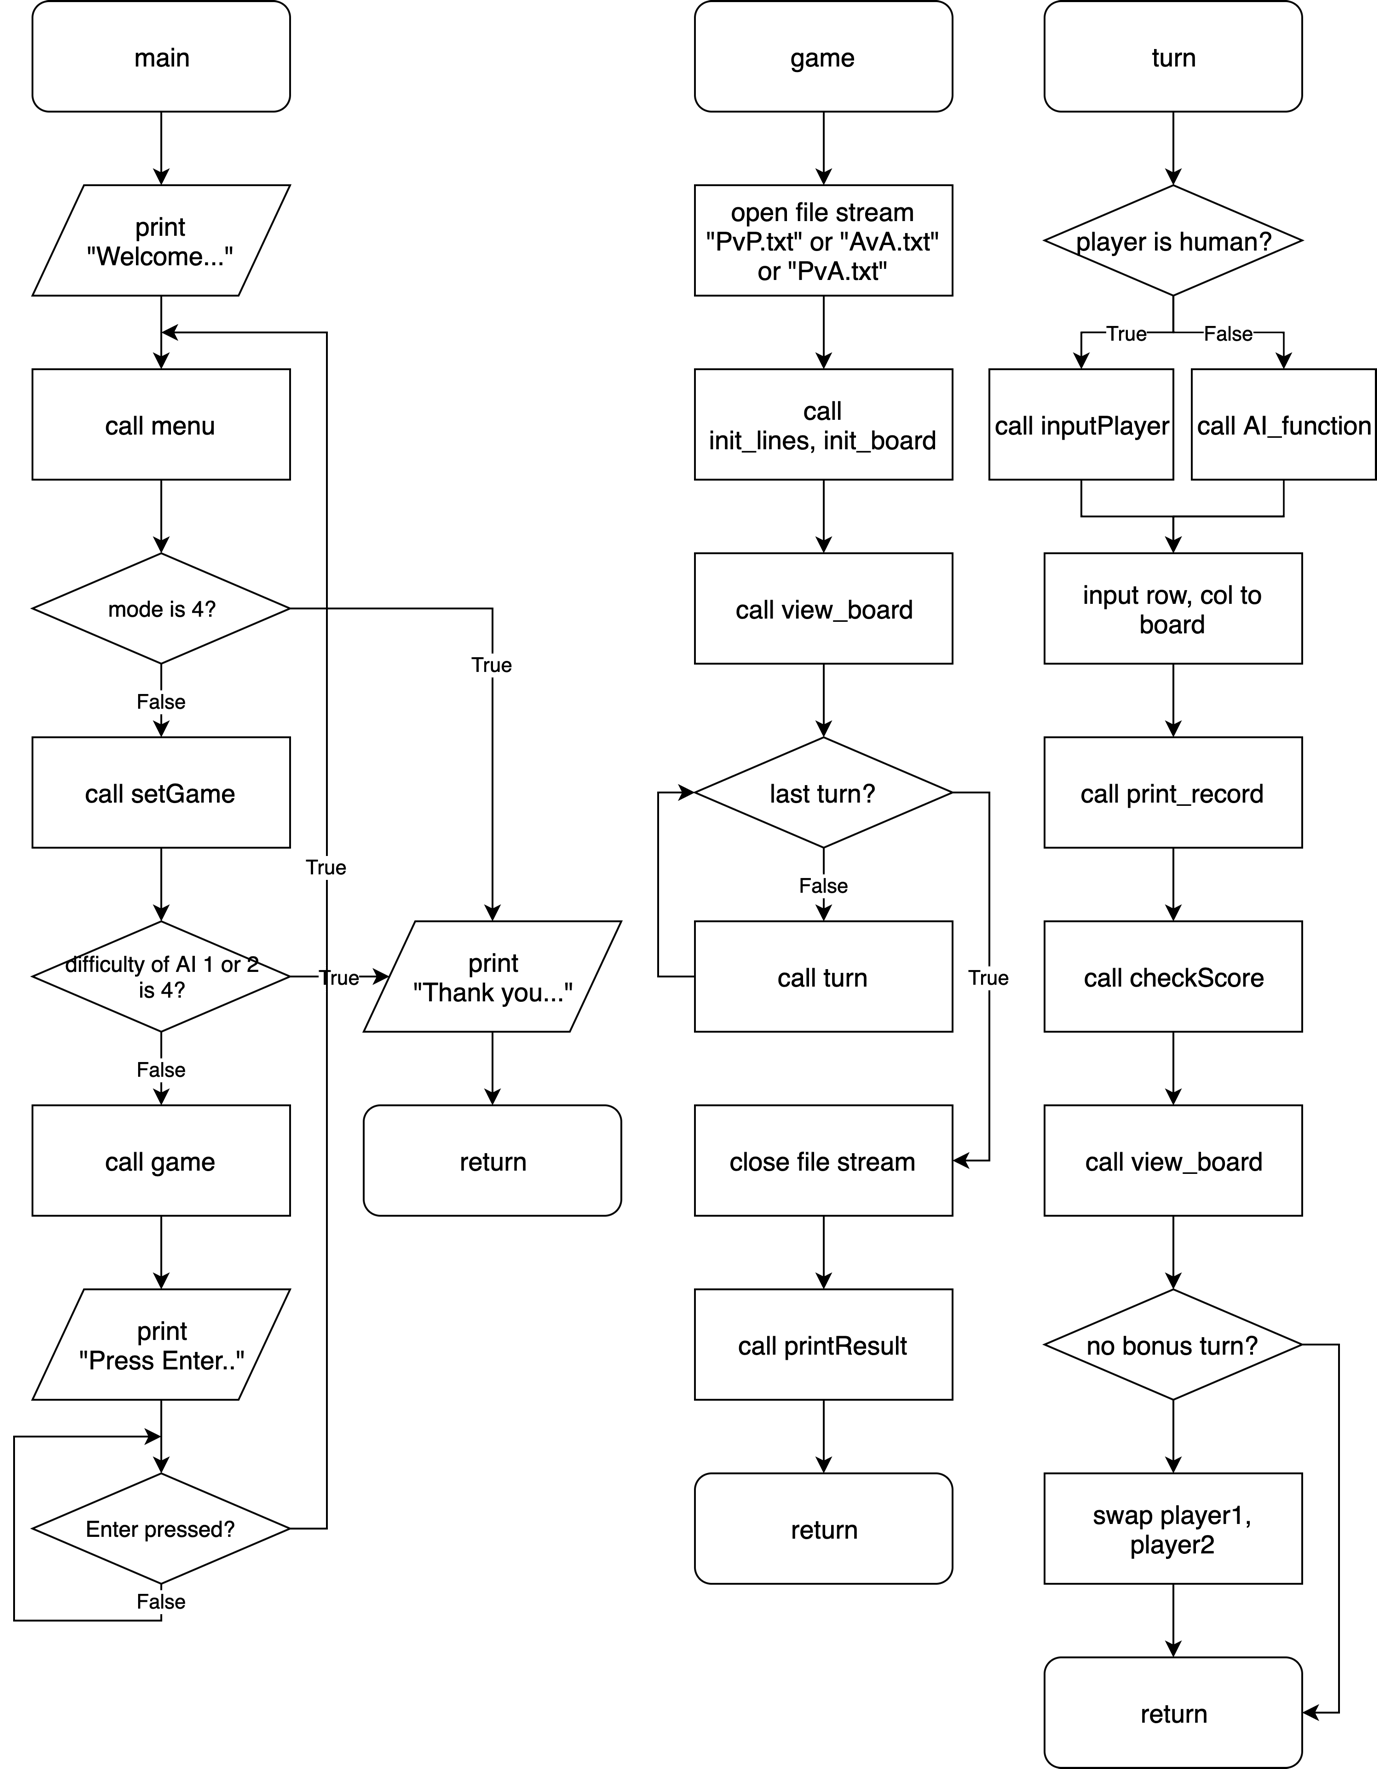 main
print
"Welcome..."
call menu
mode is 4?
True
False
call setGame
True
difficulty of AI 1 or 2
is 4?
True
print
"Thank you..."
False
call game
return
print
"Press Enter.."
Enter pressed?
False
game
open file stream
"PvP.txt" or "AvA.txt"
or "PvA.txt"
call
init_lines, init_board
call view_board
last turn?
False
call turn
True
close file stream
call printResult
return
turn
player is human?
True
False
call inputPlayer
call AI_function
input row, col to
board
call print_record
call checkScore
call view_board
no bonus turn?
swap player1,
player2
return